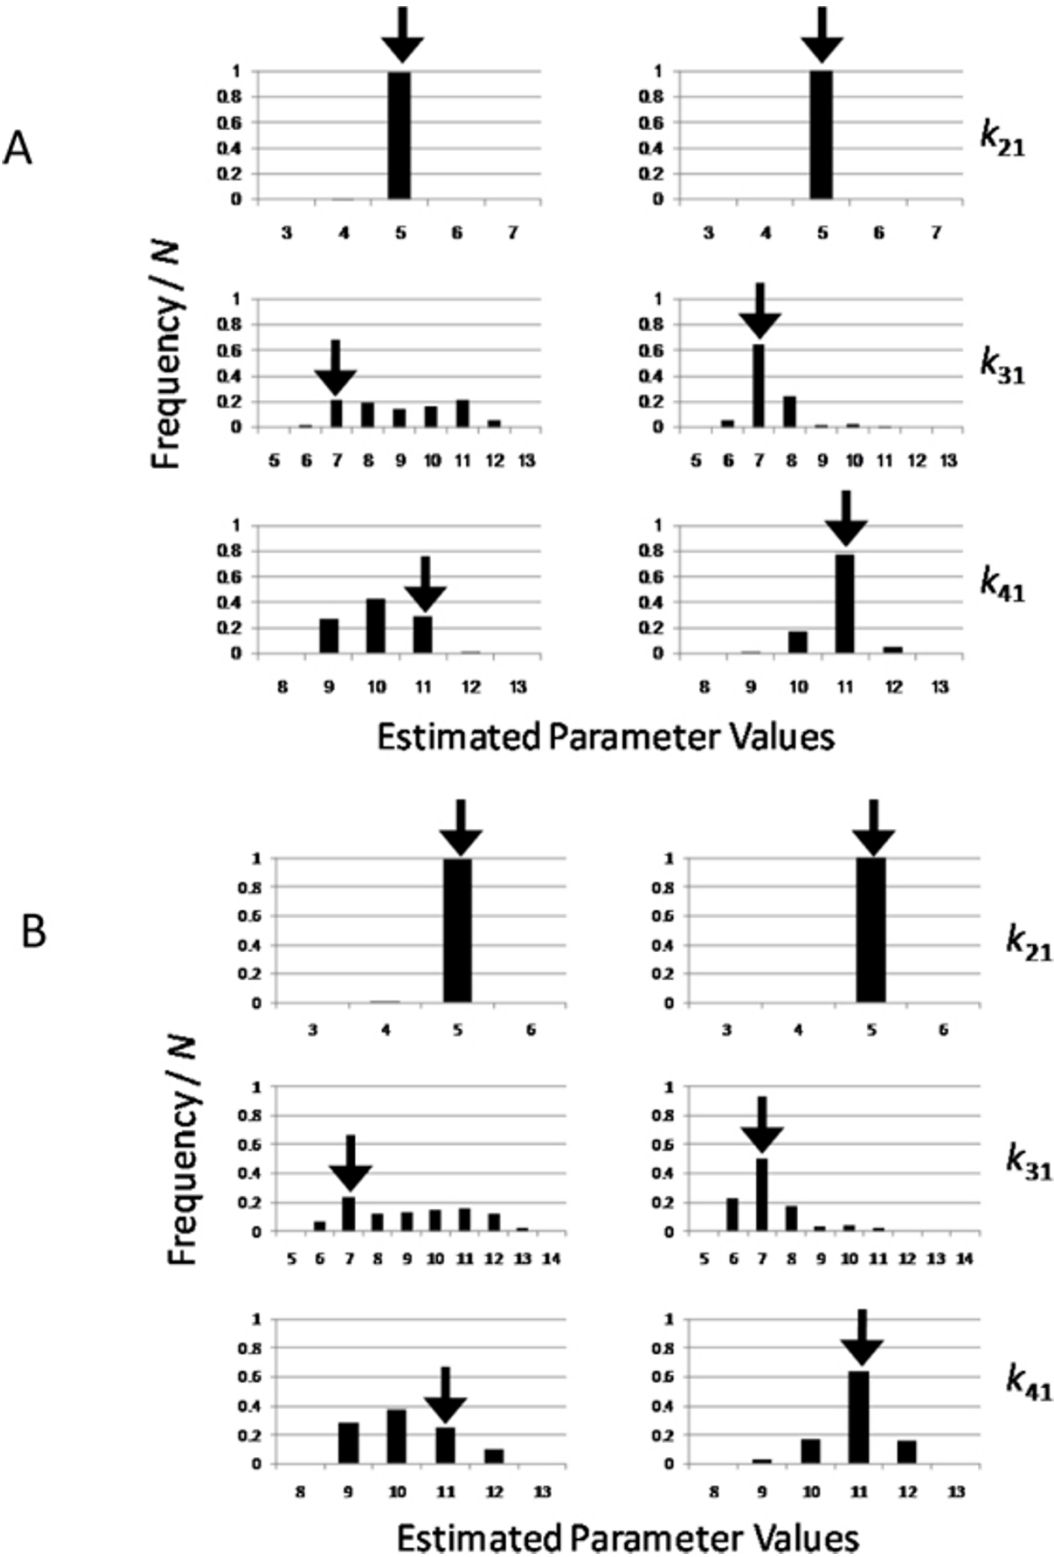 A
1 1
0.8 0.8
0.6 0.6
0.4 0.4
0.2 0.2
0 0
k21
3 4 5 6 7 3 4 5 6 7
Frequency / N
1 1
0.8 0.8
0.6 0.6
0.4 0.4
0.2 0.2
0 0
k31
5 6 7 8 9 10 11 12 13 5 6 7 8 9 10 11 12 13
1 1
0.8 0.8
0.6 0.6
0.4 0.4
0.2 0.2
0 0
k41
8 9 10 11 12 13 8 9 10 11 12 13
Estimated Parameter Values
B
1 1
0.8 0.8
0.6 0.6
0.4 0.4
0.2 0.2
0 0
k21
3 4 5 6 3 4 5 6
Frequency / N
1 1
0.8 0.8
0.6 0.6
0.4 0.4
0.2 0.2
0 0
k31
5 6 7 8 9 10 11 12 13 14 5 6 7 8 9 10 11 12 13 14
1 1
0.8 0.8
0.6 0.6
0.4 0.4
0.2 0.2
0 0
k41
8 9 10 11 12 13 8 9 10 11 12 13
Estimated Parameter Values